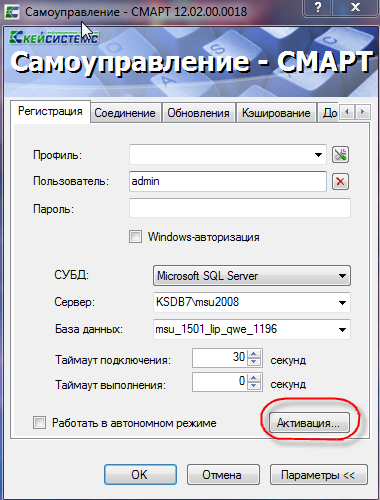 Самоуправление - СМАРТ 12.02.00.0018
КЕЙСИСТЕМС
Самоуправление - СМАРТ
Регистрация Соединение Обновления Кэширование До
Профиль:
Пользователь: admin
Пароль:
Windows-авторизация
СУБД: Microsoft SQL Server
Сервер: KSDB7\msu2008
База данных: msu_1501_lip_qwe_1196
Таймаут подключения: 30 секунд
Таймаут выполнения: 0 секунд
Работать в автономном режиме Активация...
OK Отмена Параметры <<